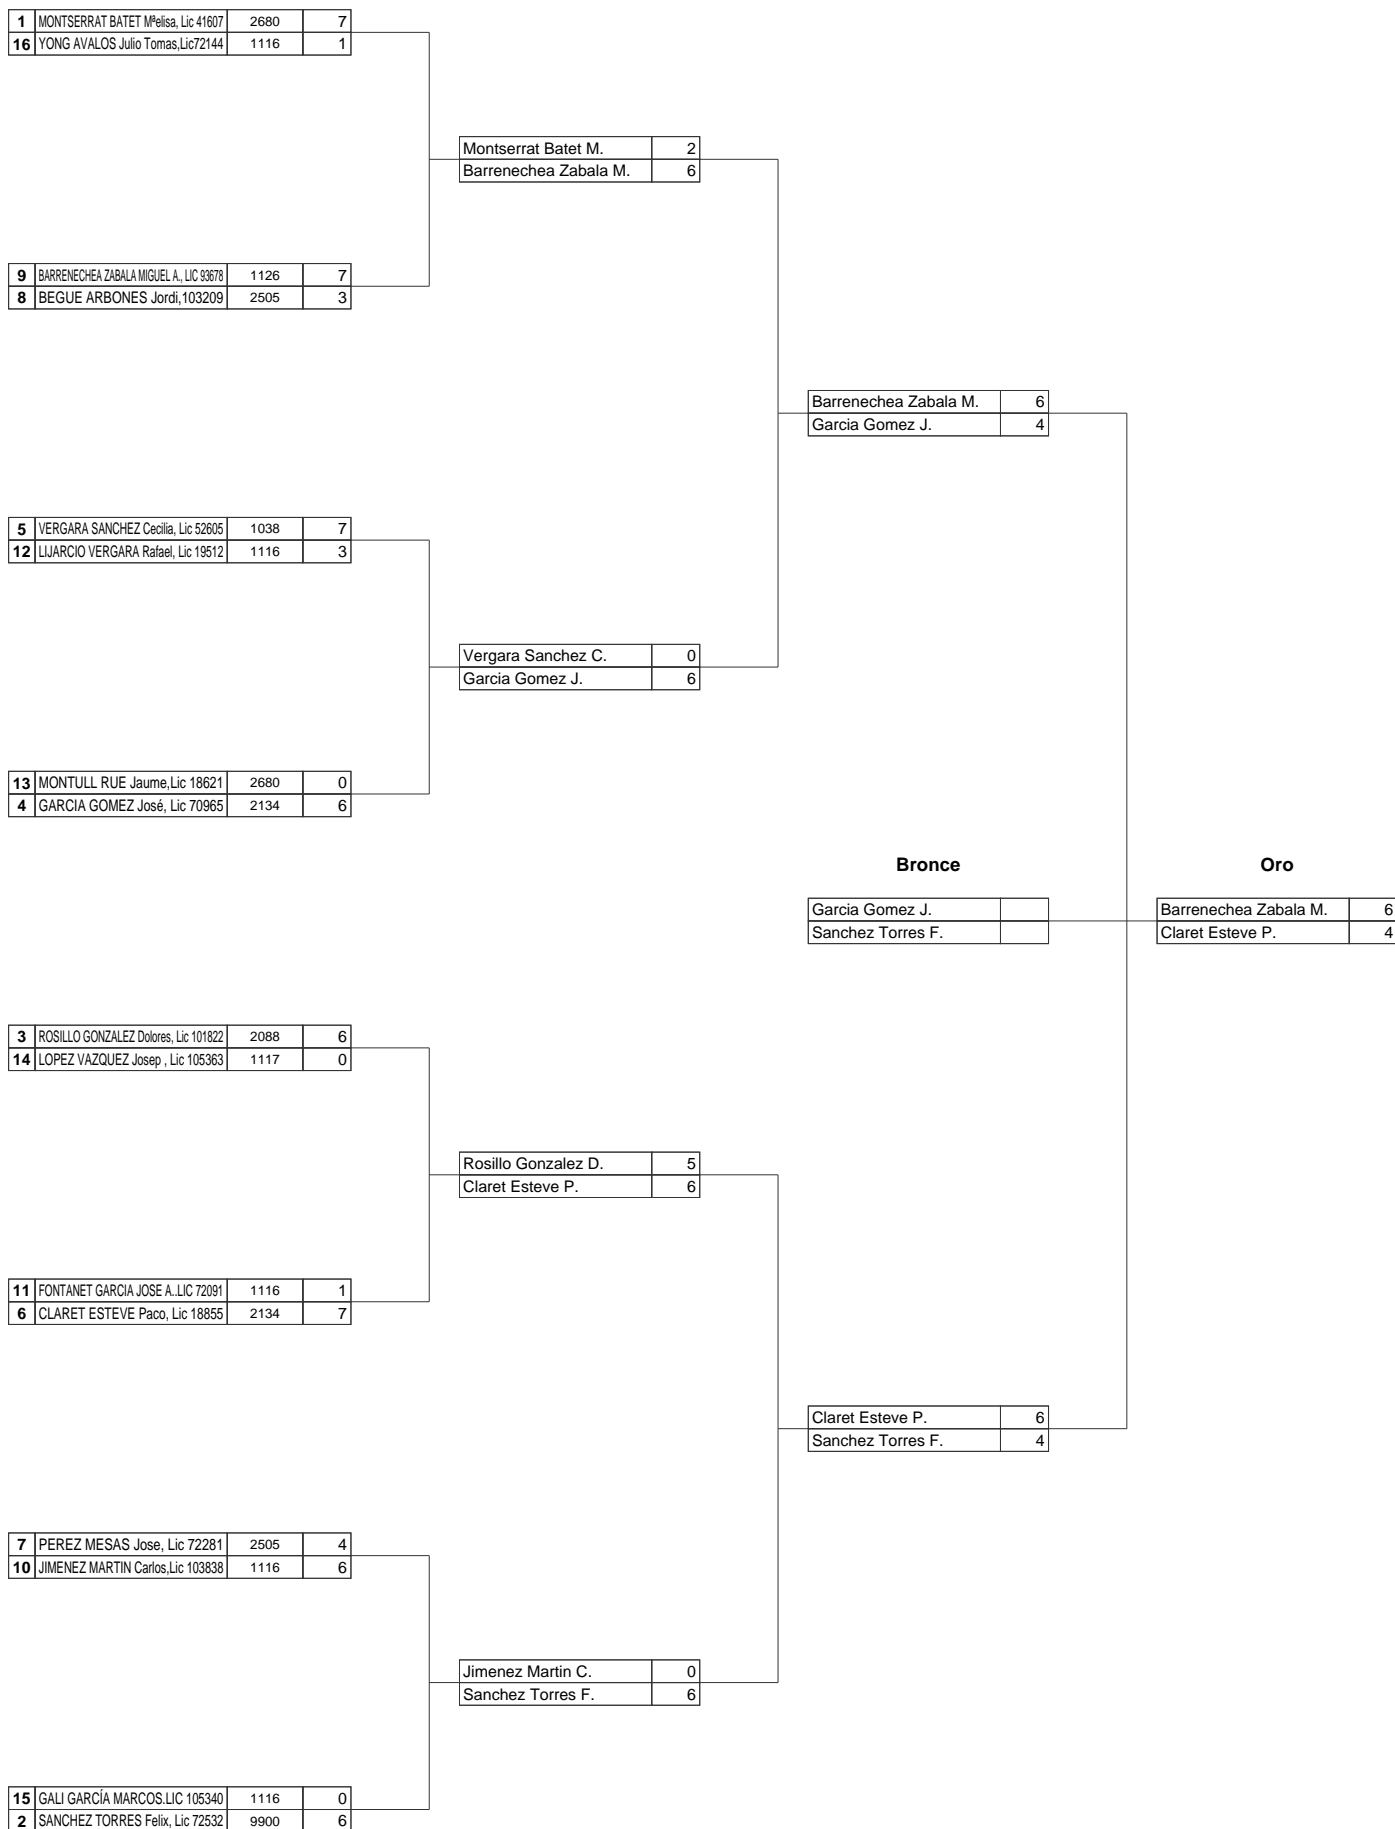 1 MONTSERRAT BATET Mªelisa, Lic 41607 2680 7
16 YONG AVALOS Julio Tomas,Lic72144 1116 1
Montserrat Batet M. 2
Barrenechea Zabala M. 6
9 BARRENECHEA ZABALA MIGUEL A., LIC 93678 1126 7
8 BEGUE ARBONES Jordi,103209 2505 3
Barrenechea Zabala M. 6
Garcia Gomez J. 4
5 VERGARA SANCHEZ Cecilia, Lic 52605 1038 7
12 LIJARCIO VERGARA Rafael, Lic 19512 1116 3
Vergara Sanchez C. 0
Garcia Gomez J. 6
13 MONTULL RUE Jaume,Lic 18621 2680 0
4 GARCIA GOMEZ José, Lic 70965 2134 6
Bronce Oro
Garcia Gomez J. Barrenechea Zabala M. 6
Sanchez Torres F. Claret Esteve P. 4
3 ROSILLO GONZALEZ Dolores, Lic 101822 2088 6
14 LOPEZ VAZQUEZ Josep , Lic 105363 1117 0
Rosillo Gonzalez D. 5
Claret Esteve P. 6
11 FONTANET GARCIA JOSE A..LIC 72091 1116 1
6 CLARET ESTEVE Paco, Lic 18855 2134 7
Claret Esteve P. 6
Sanchez Torres F. 4
7 PEREZ MESAS Jose, Lic 72281 2505 4
10 JIMENEZ MARTIN Carlos,Lic 103838 1116 6
Jimenez Martin C. 0
Sanchez Torres F. 6
15 GALI GARCÍA MARCOS.LIC 105340 1116 0
2 SANCHEZ TORRES Felix, Lic 72532 9900 6